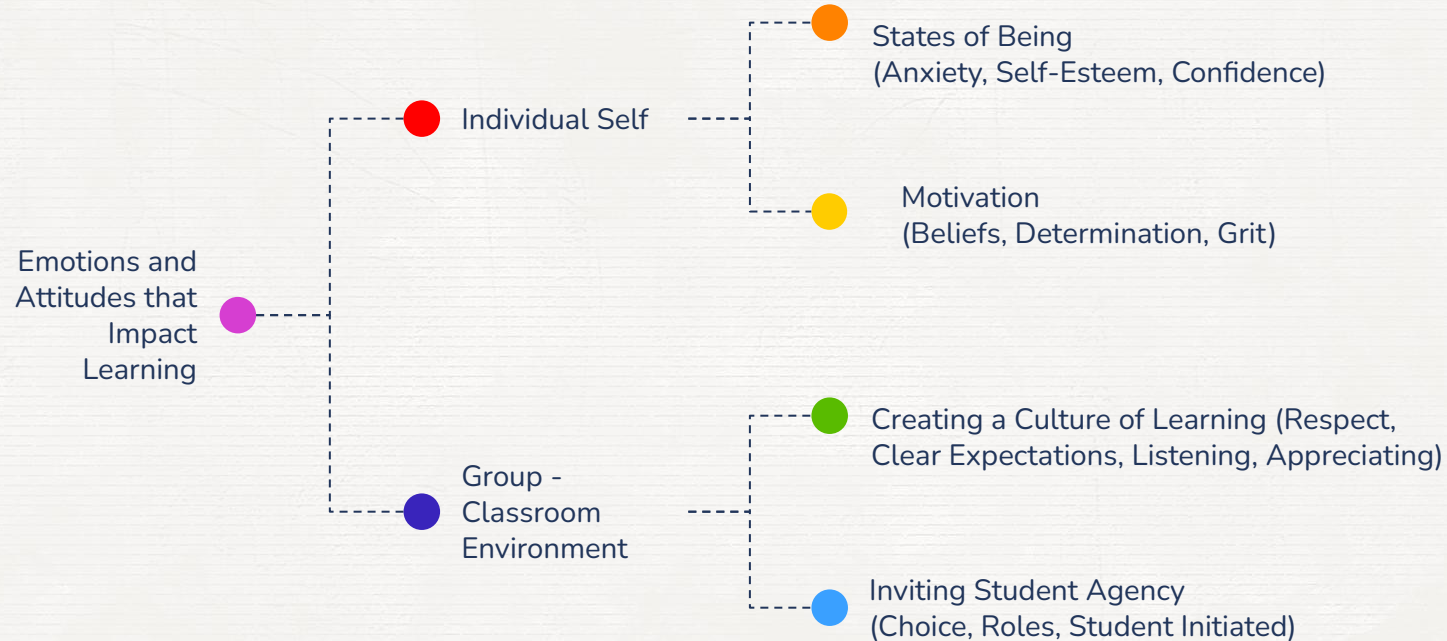 Emotions and
Attitudes that
Impact
Learning
Individual Self
States of Being
(Anxiety, Self-Esteem, Confidence)
Motivation
(Beliefs, Determination, Grit)
Group -
Classroom
Environment
Creating a Culture of Learning (Respect,
Clear Expectations, Listening, Appreciating)
Inviting Student Agency
(Choice, Roles, Student Initiated)